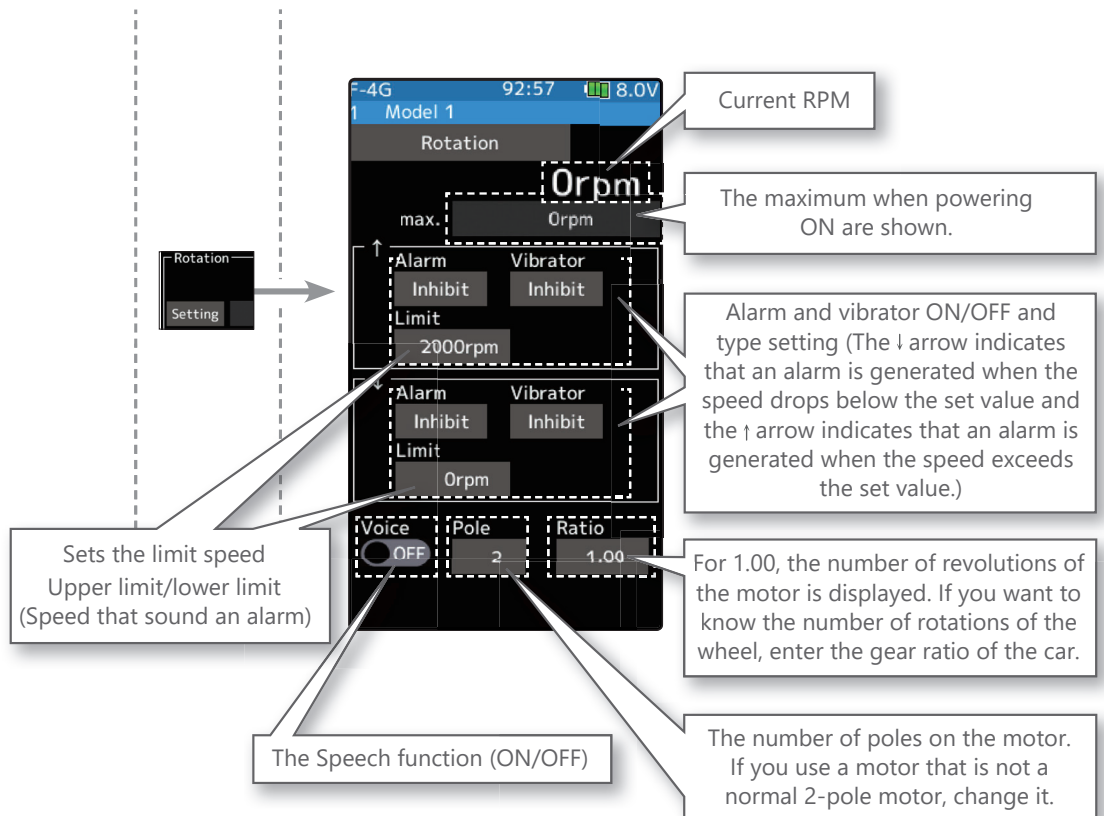 F-4G 92:57 8.0V
1 Model 1
Rotation
0rpm
max. 0rpm
↑
Alarm Vibrator
Inhibit Inhibit
Limit
2000rpm
↓
Alarm Vibrator
Inhibit Inhibit
Limit
0rpm
Voice Pole Ratio
OFF 2 1.00
Rotation
Setting
Current RPM
The maximum when powering
ON are shown.
Alarm and vibrator ON/OFF and
type setting (The ↓ arrow indicates
that an alarm is generated when the
speed drops below the set value and
the ↑ arrow indicates that an alarm is
generated when the speed exceeds
the set value.)
Sets the limit speed
Upper limit/lower limit
(Speed that sound an alarm)
For 1.00, the number of revolutions of
the motor is displayed. If you want to
know the number of rotations of the
wheel, enter the gear ratio of the car.
The Speech function (ON/OFF)
The number of poles on the motor.
If you use a motor that is not a
normal 2-pole motor, change it.